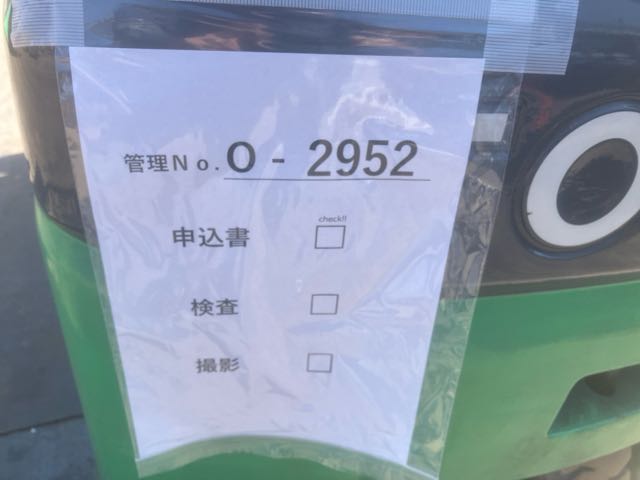 管理No. O - 2952
check!!
申込書 □
検査 □
撮影 □